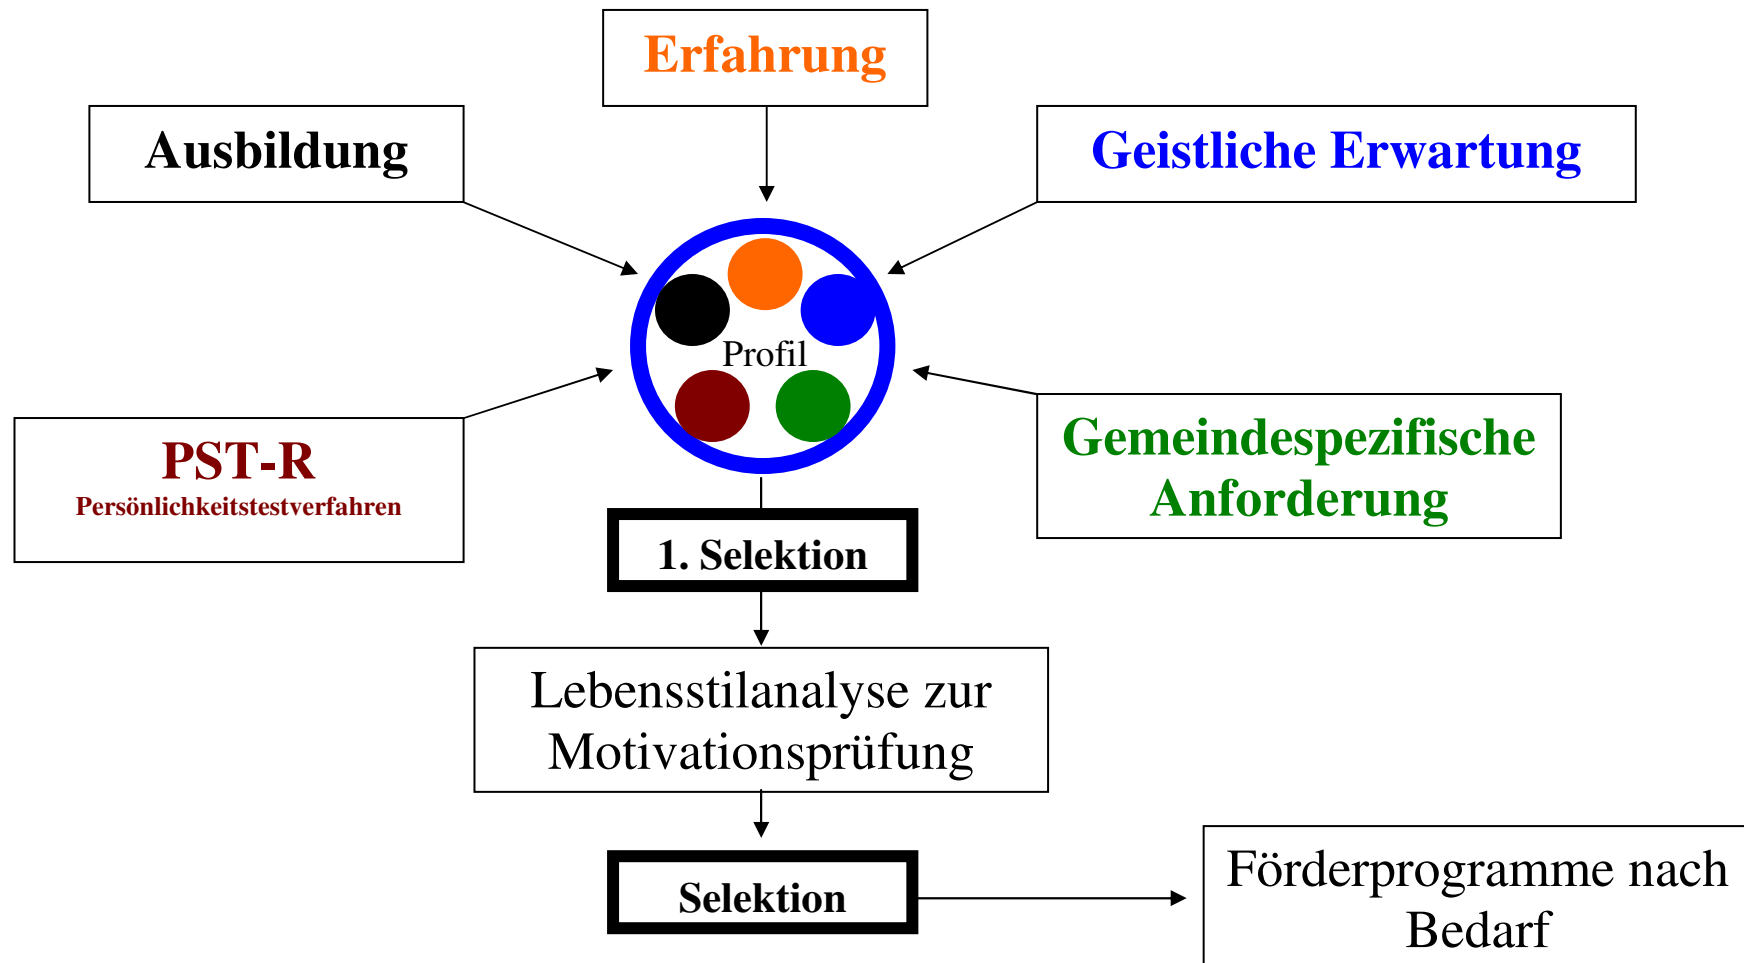 Erfahrung
Ausbildung
Geistliche Erwartung
Profil
PST-R
Persönlichkeitstestverfahren
Gemeindespezifische
Anforderung
1. Selektion
Lebensstilanalyse zur
Motivationsprüfung
Selektion
Förderprogramme nach
Bedarf